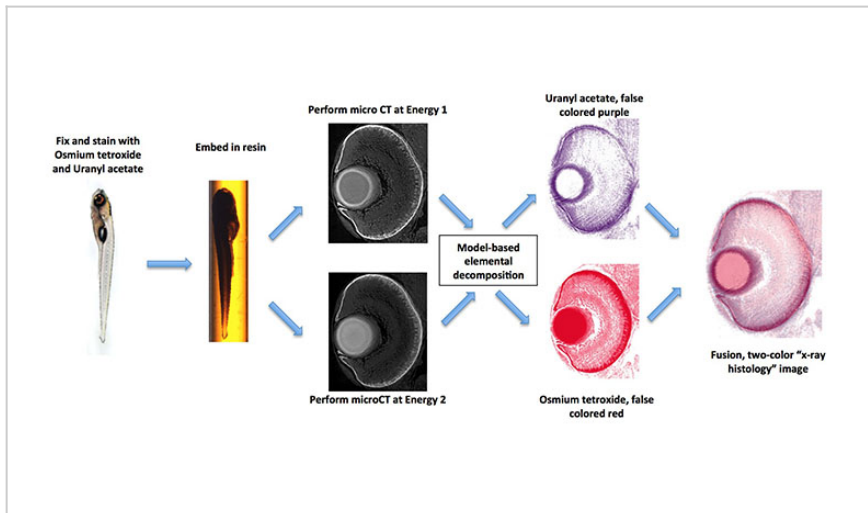 Fix and stain with
Osmium tetroxide
and Uranyl acetate
Embed in resin
Perform micro CT at Energy 1
Perform microCT at Energy 2
Model-based
elemental
decomposition
Uranyl acetate, false
colored purple
Osmium tetroxide, false
colored red
Fusion, two-color “x-ray
histology” image